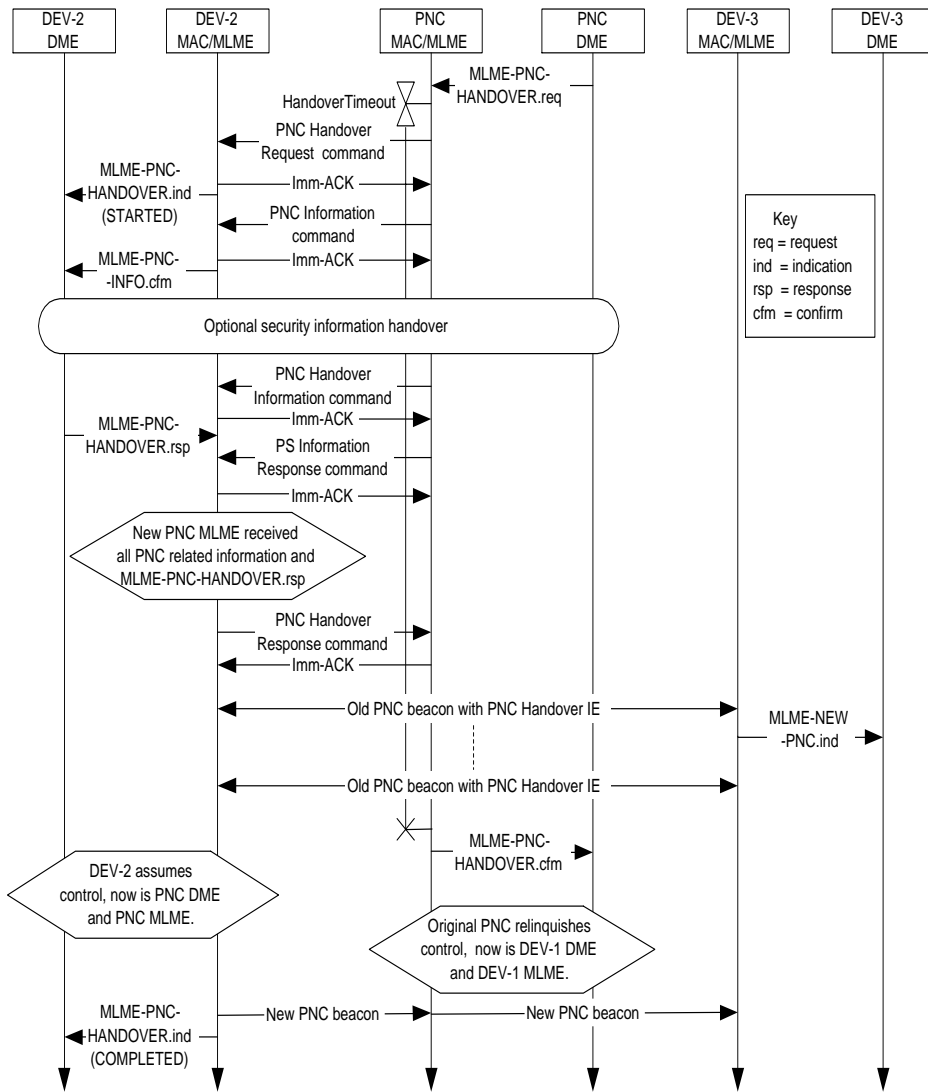 DEV-2
DME
DEV-2
MAC/MLME
PNC
MAC/MLME
PNC
DME
DEV-3
MAC/MLME
DEV-3
DME
MLME-PNC-
HANDOVER.req
HandoverTimeout
PNC Handover
Request command
MLME-PNC-
HANDOVER.ind
(STARTED)
Imm-ACK
PNC Information
command
MLME-PNC-
-INFO.cfm
Imm-ACK
Key
req = request
ind = indication
rsp = response
cfm = confirm
Optional security information handover
PNC Handover
Information command
Imm-ACK
MLME-PNC-
HANDOVER.rsp
PS Information
Response command
Imm-ACK
New PNC MLME received
all PNC related information and
MLME-PNC-HANDOVER.rsp
PNC Handover
Response command
Imm-ACK
Old PNC beacon with PNC Handover IE
MLME-NEW
-PNC.ind
Old PNC beacon with PNC Handover IE
MLME-PNC-
HANDOVER.cfm
DEV-2 assumes
control, now is PNC DME
and PNC MLME.
Original PNC relinquishes
control, now is DEV-1 DME
and DEV-1 MLME.
MLME-PNC-
HANDOVER.ind
(COMPLETED)
New PNC beacon
New PNC beacon